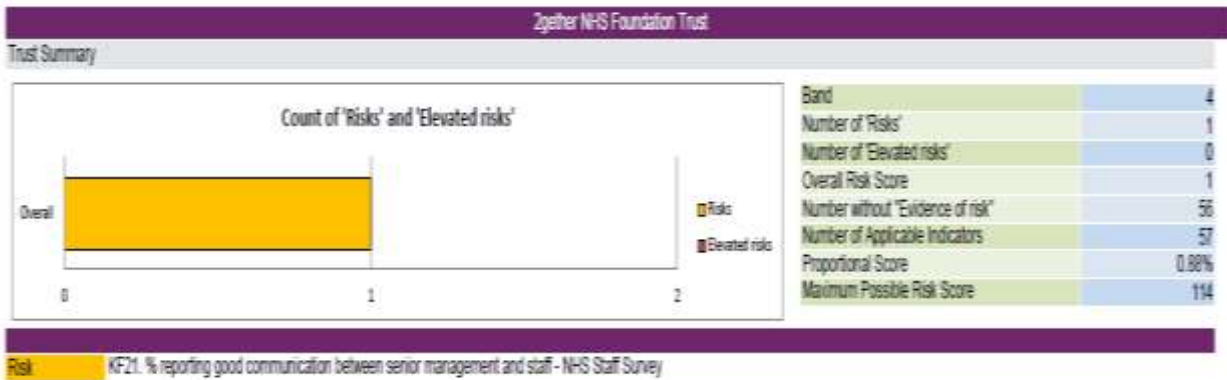 2gether NHS Foundation Trust
Trust Summary
Count of 'Risks' and 'Elevated risks'
Overall
Risks
Elevated risks
0 1 2
Band 4
Number of 'Risks' 1
Number of 'Elevated risks' 0
Overall Risk Score 1
Number without "Evidence of risk" 56
Number of Applicable Indicators 57
Proportional Score 0.88%
Maximum Possible Risk Score 114
Risk KF21. % reporting good communication between senior management and staff - NHS Staff Survey